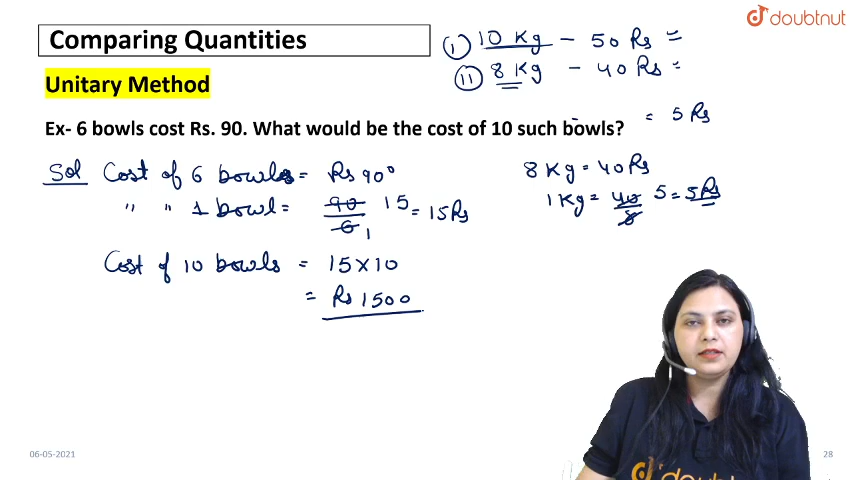 doubtnut
Comparing Quantities
I) 10 Kg - 50 Rs =
II) 8 Kg - 40 Rs =
Unitary Method
= 5 Rs
Ex- 6 bowls cost Rs. 90. What would be the cost of 10 such bowls?
Sol Cost of 6 bowls = Rs 90
" " 1 bowl = 90/6 15 1 = 15 Rs
Cost of 10 bowls = 15 x 10
= Rs 1500
8 Kg = 40 Rs
1 Kg = 40/8 5 = 5 Rs
06-05-2021
28
doubtnut